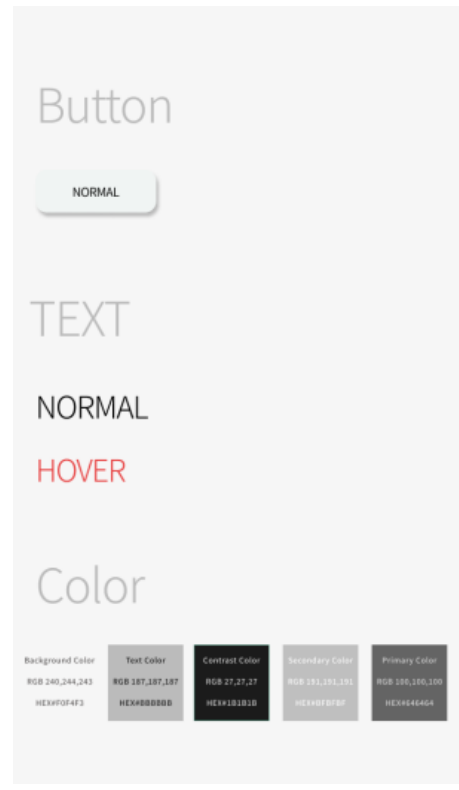 Button
NORMAL
TEXT
NORMAL
HOVER
Color
Background Color
RGB 240,244,243
HEX#F0F4F3
Text Color
RGB 187,187,187
HEX#BBBBBB
Contrast Color
RGB 27,27,27
HEX#1B1B1B
Secondary Color
RGB 191,191,191
HEX#BFBFBF
Primary Color
RGB 100,100,100
HEX#646464